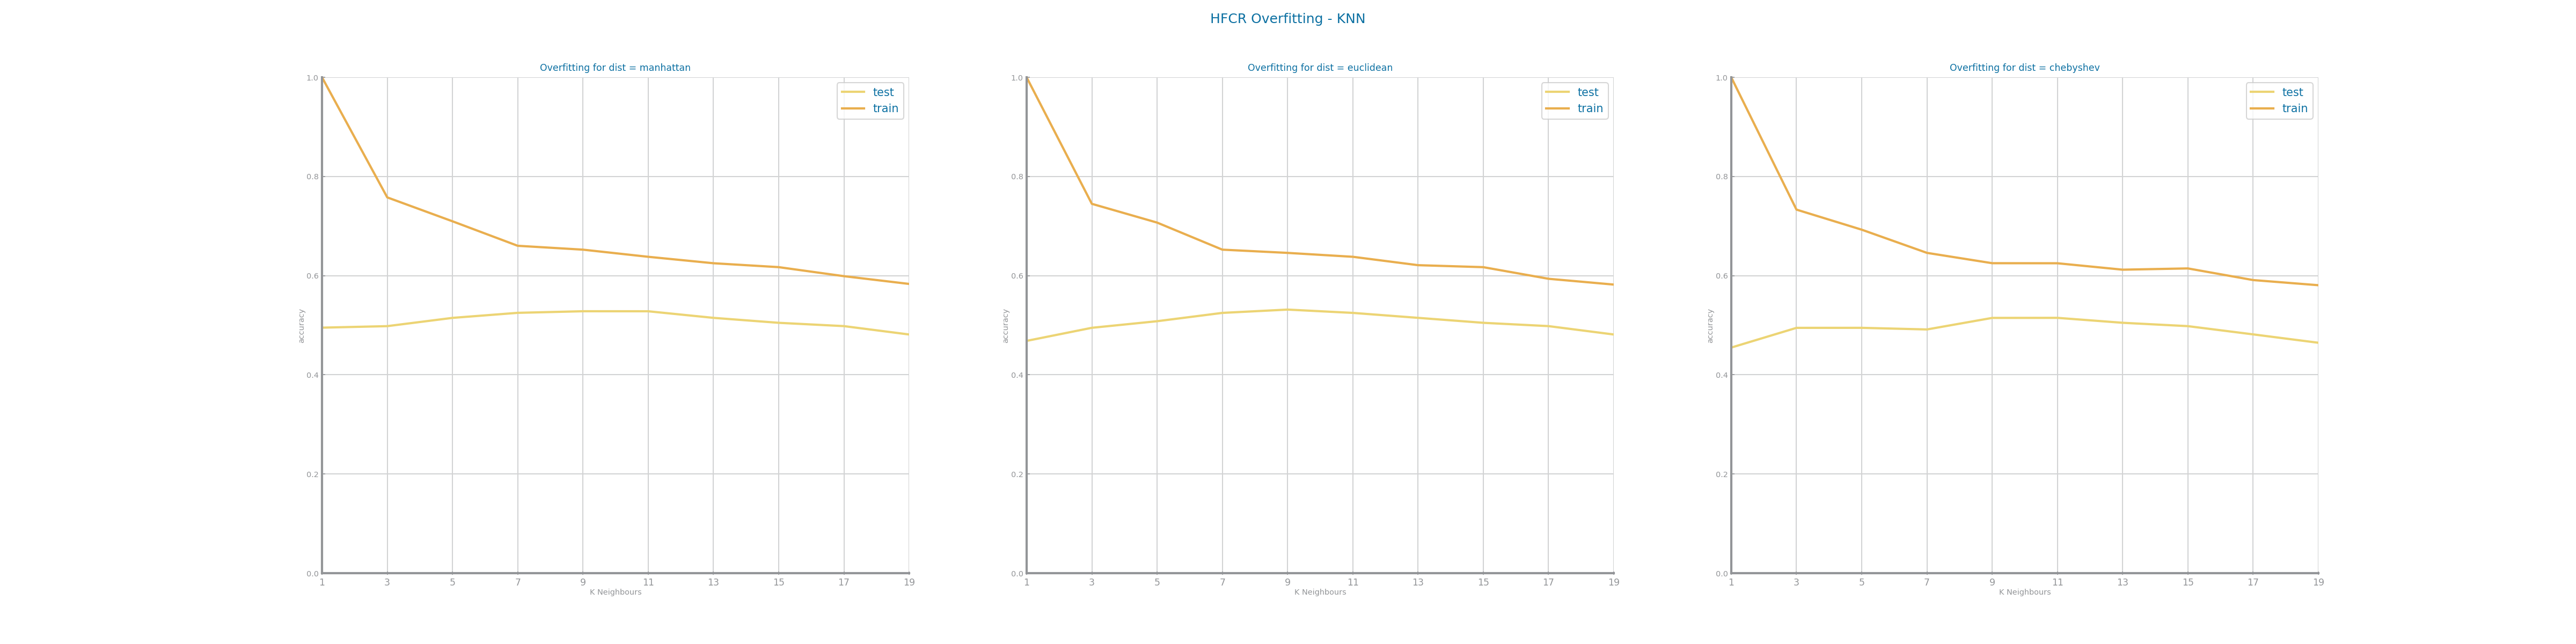 HFCR Overfitting - KNN
Overfitting for dist = manhattan
1.0
0.8
0.6
0.4
0.2
0.0
accuracy
test
train
1 3 5 7 9 11 13 15 17 19
K Neighbours
Overfitting for dist = euclidean
1.0
0.8
0.6
0.4
0.2
0.0
accuracy
test
train
1 3 5 7 9 11 13 15 17 19
K Neighbours
Overfitting for dist = chebyshev
1.0
0.8
0.6
0.4
0.2
0.0
accuracy
test
train
1 3 5 7 9 11 13 15 17 19
K Neighbours